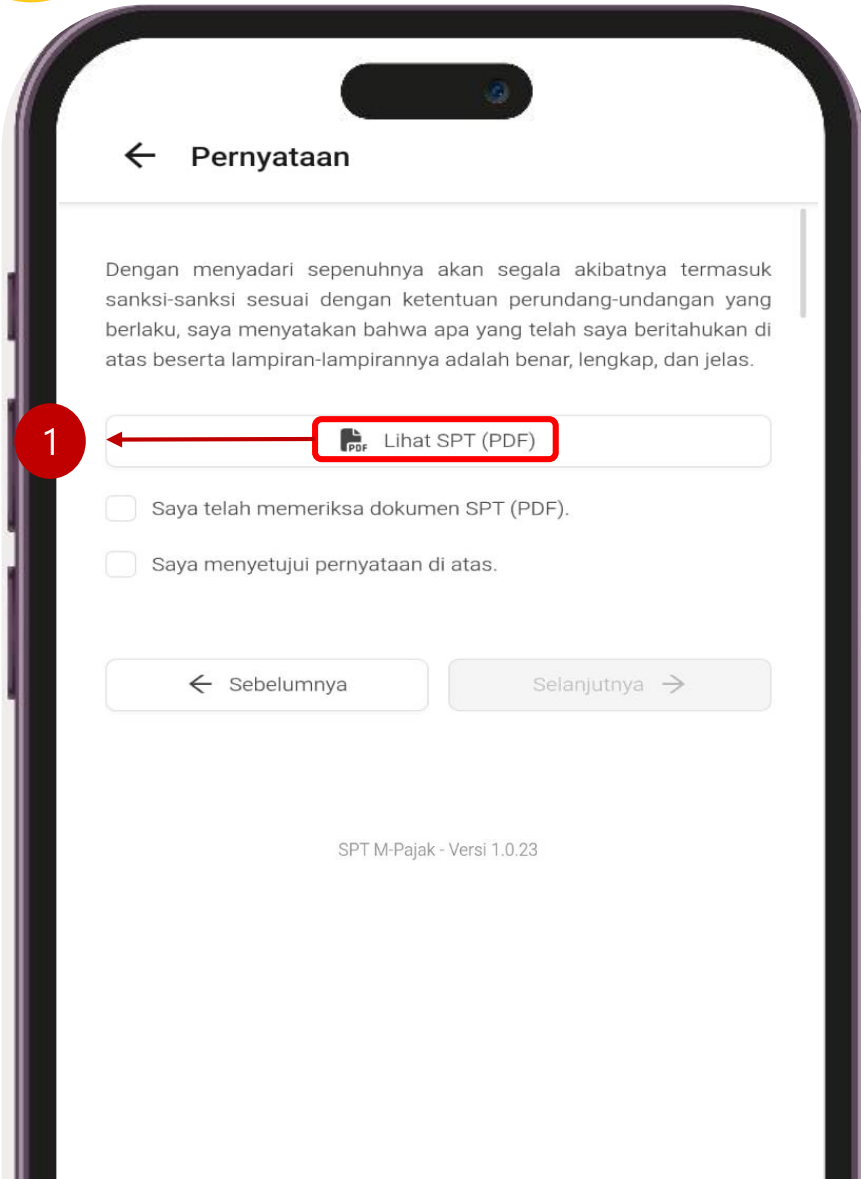 Pernyataan
Dengan menyadari sepenuhnya akan segala akibatnya termasuk
sanksi-sanksi sesuai dengan ketentuan perundang-undangan yang
berlaku, saya menyatakan bahwa apa yang telah saya beritahukan di
atas beserta lampiran-lampirannya adalah benar, lengkap, dan jelas.
1
PDF Lihat SPT (PDF)
Saya telah memeriksa dokumen SPT (PDF).
Saya menyetujui pernyataan di atas.
Sebelumnya
Selanjutnya
SPT M-Pajak - Versi 1.0.23